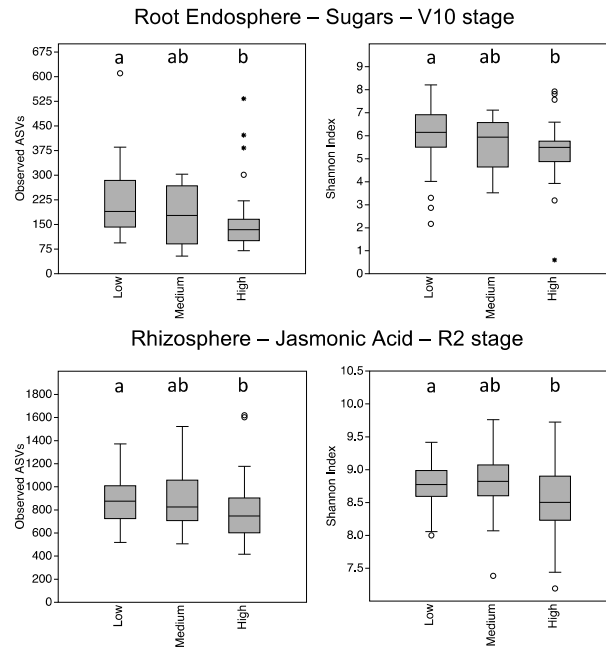 Root Endosphere – Sugars – V10 stage
a ab b
Observed ASVs
675
600
525
450
375
300
225
150
75
0
Low Medium High
a ab b
Shannon Index
9
8
7
6
5
4
3
2
1
0
Low Medium High
Rhizosphere – Jasmonic Acid – R2 stage
a ab b
Observed ASVs
1800
1600
1400
1200
1000
800
600
400
200
0
Low Medium High
a ab b
Shannon Index
10.5
10.0
9.5
9.0
8.5
8.0
7.5
Low Medium High